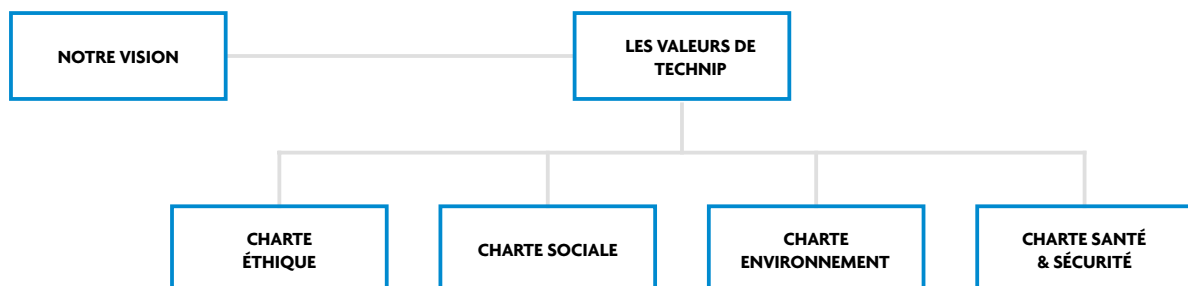 NOTRE VISION
LES VALEURS DE
TECHNIP
CHARTE
ÉTHIQUE
CHARTE SOCIALE
CHARTE
ENVIRONNEMENT
CHARTE SANTÉ
& SÉCURITÉ